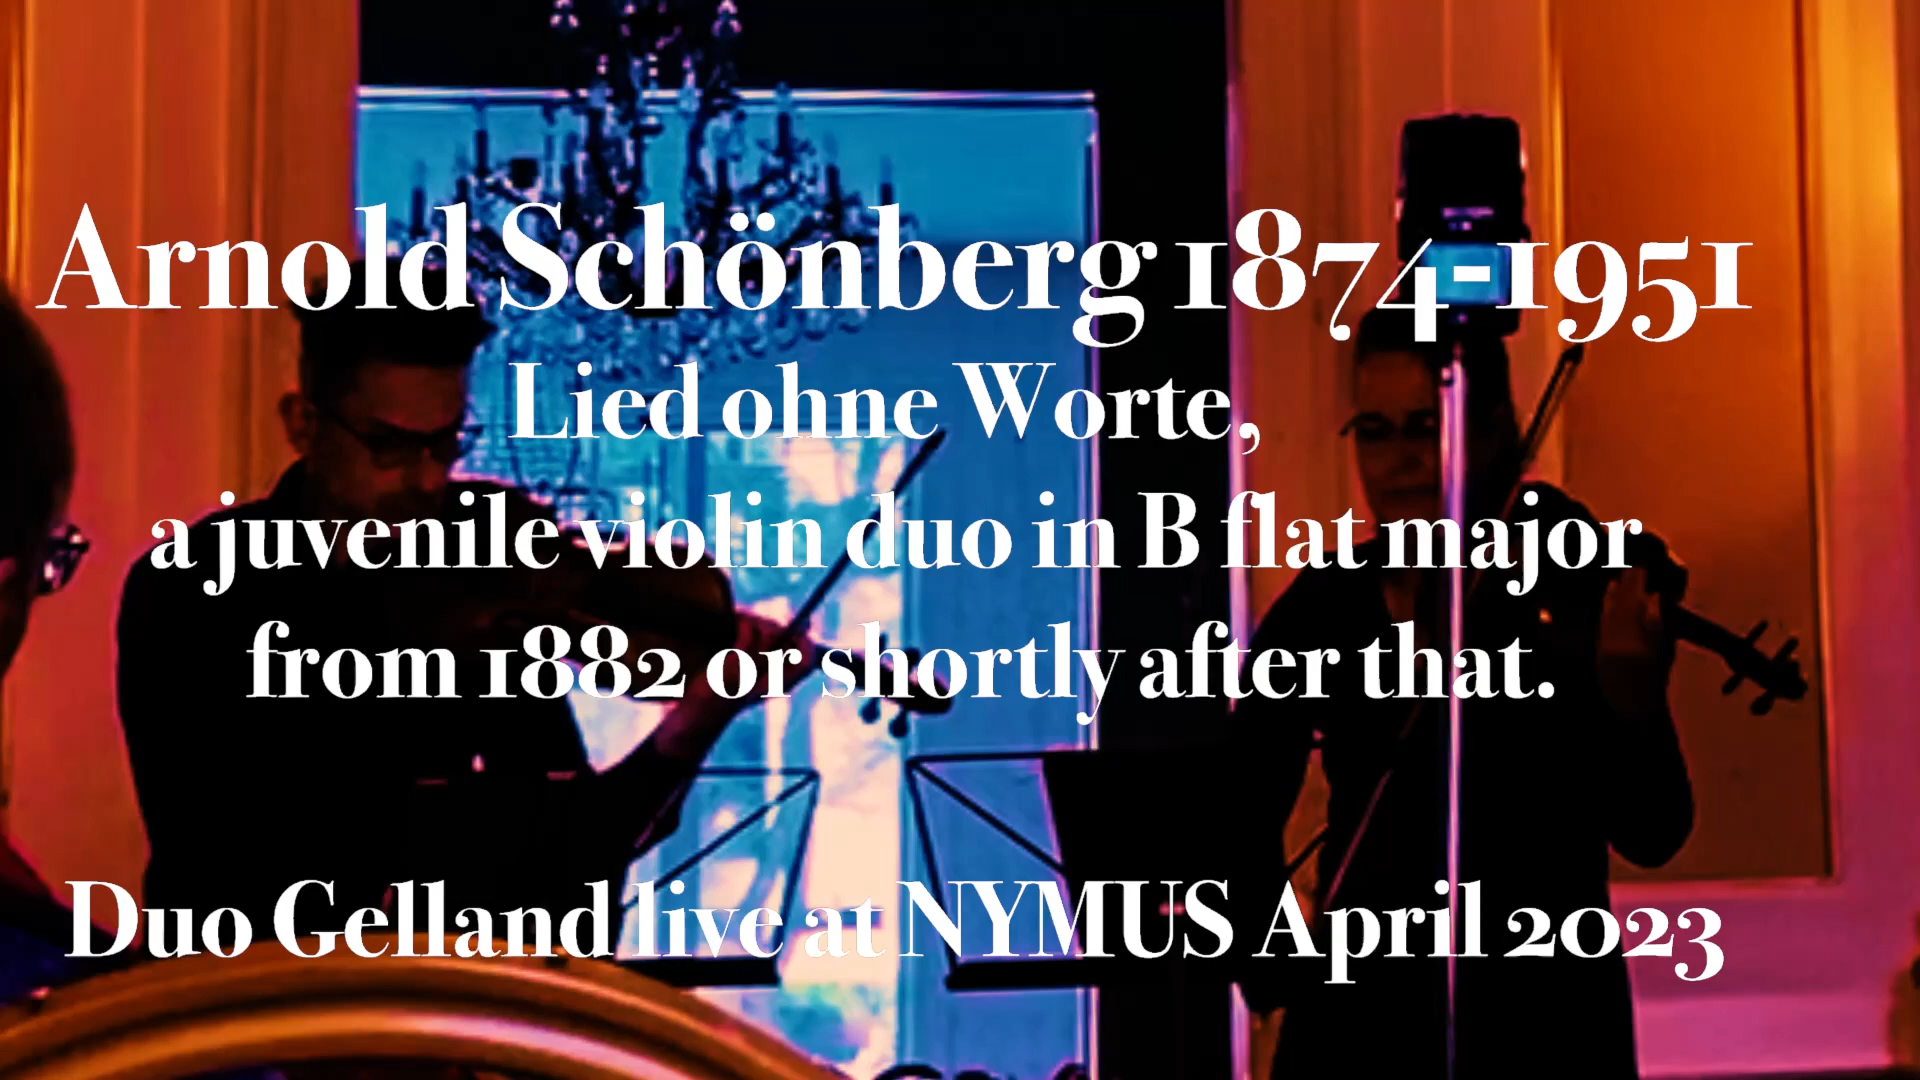 Arnold Schönberg 1874-1951
Lied ohne Worte,
a juvenile violin duo in B flat major
from 1882 or shortly after that.
Duo Gelland live at NYMUS April 2023